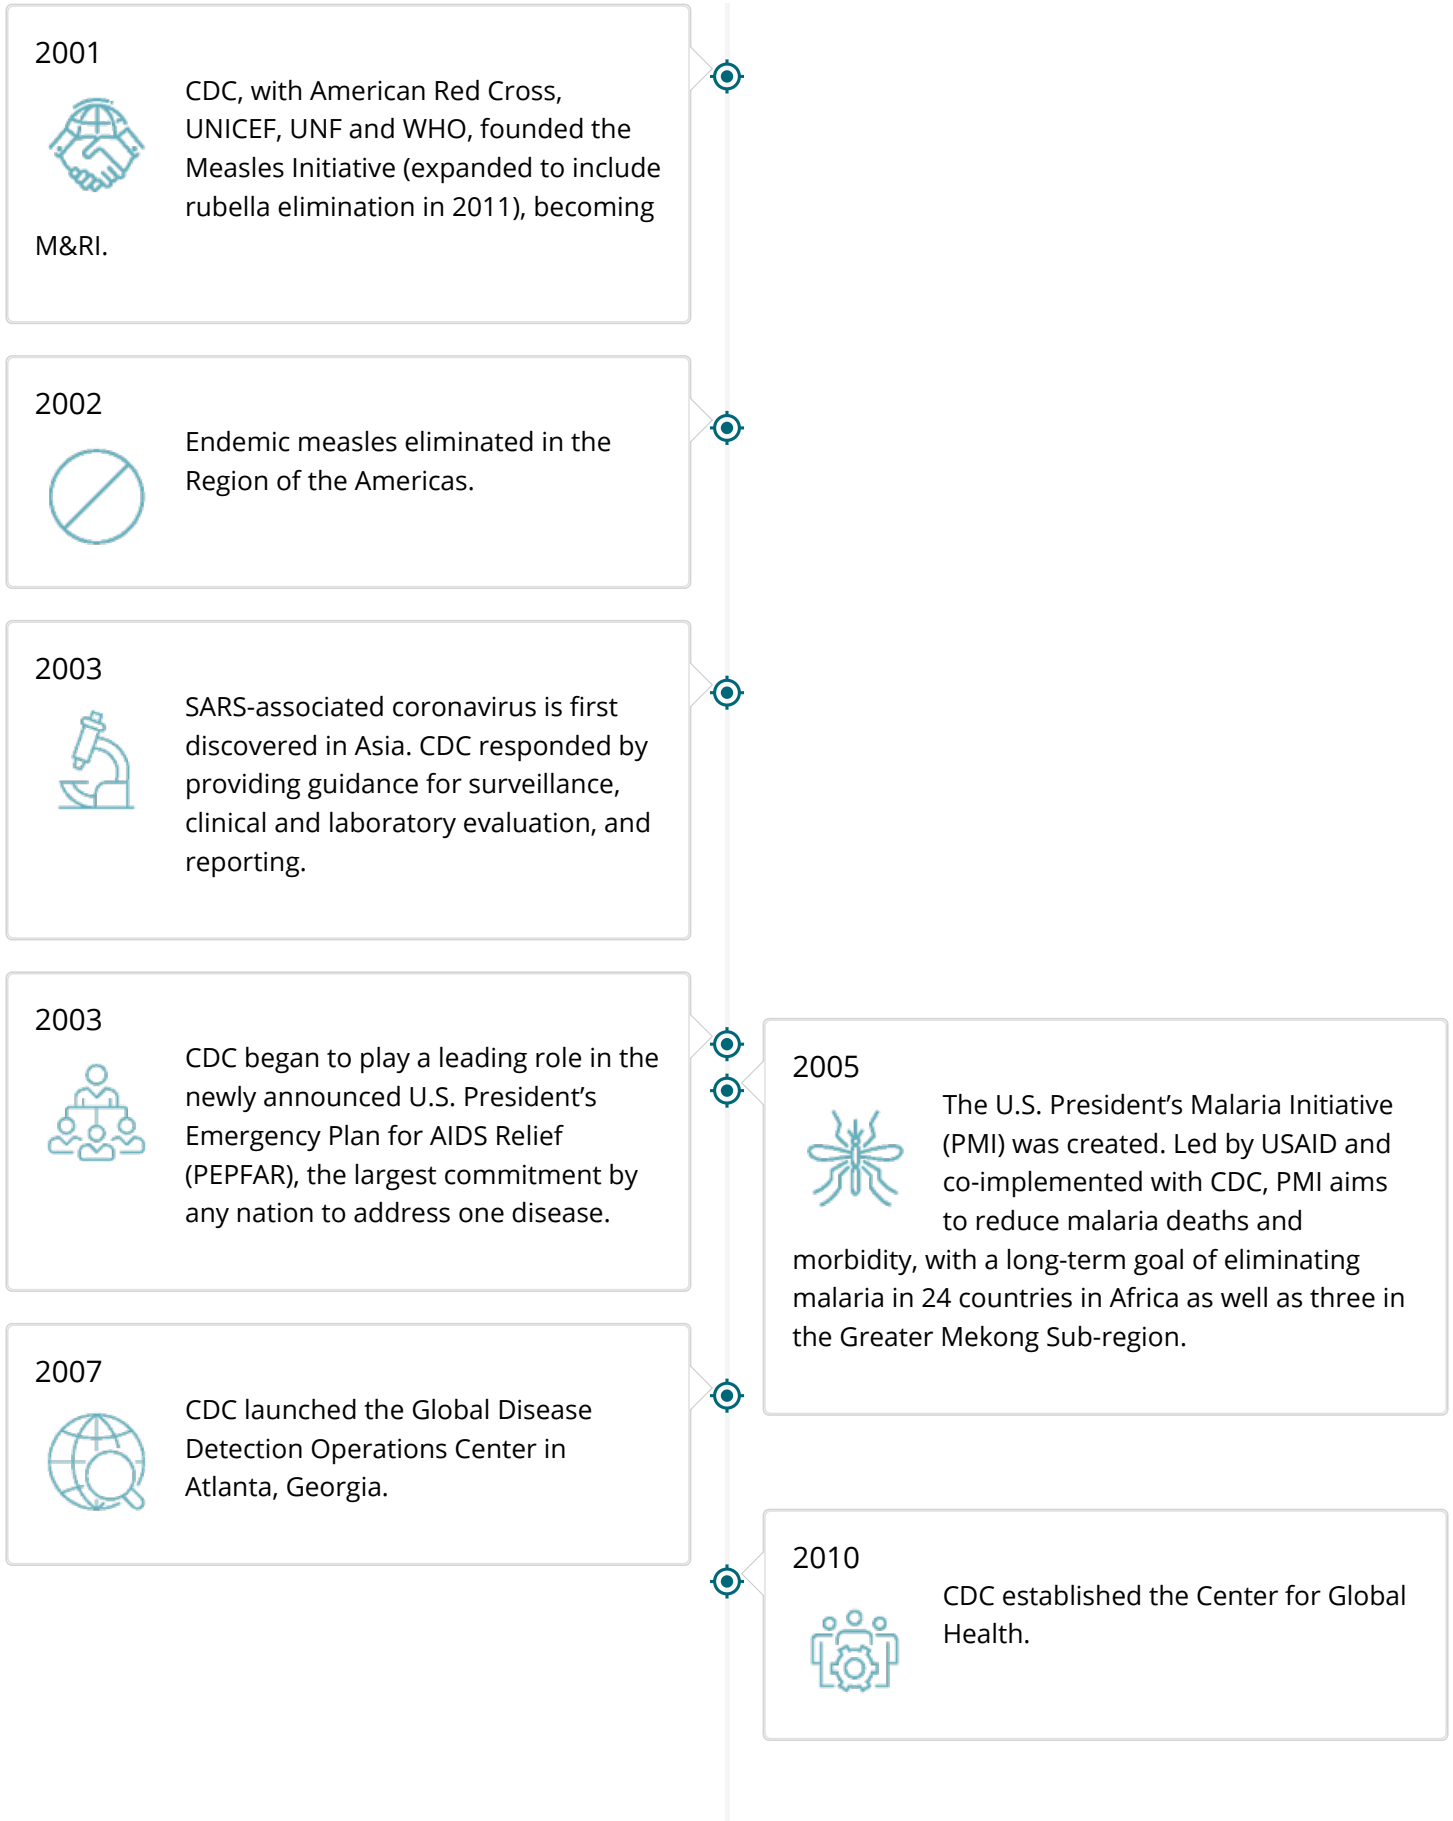 2001
CDC, with American Red Cross,
UNICEF, UNF and WHO, founded the
Measles Initiative (expanded to include
rubella elimination in 2011), becoming
M&RI.
2002
Endemic measles eliminated in the
Region of the Americas.
2003
SARS-associated coronavirus is first
discovered in Asia. CDC responded by
providing guidance for surveillance,
clinical and laboratory evaluation, and
reporting.
2003
CDC began to play a leading role in the
newly announced U.S. President’s
Emergency Plan for AIDS Relief
(PEPFAR), the largest commitment by
any nation to address one disease.
2005
The U.S. President’s Malaria Initiative
(PMI) was created. Led by USAID and
co-implemented with CDC, PMI aims
to reduce malaria deaths and
morbidity, with a long-term goal of eliminating
malaria in 24 countries in Africa as well as three in
the Greater Mekong Sub-region.
2007
CDC launched the Global Disease
Detection Operations Center in
Atlanta, Georgia.
2010
CDC established the Center for Global
Health.